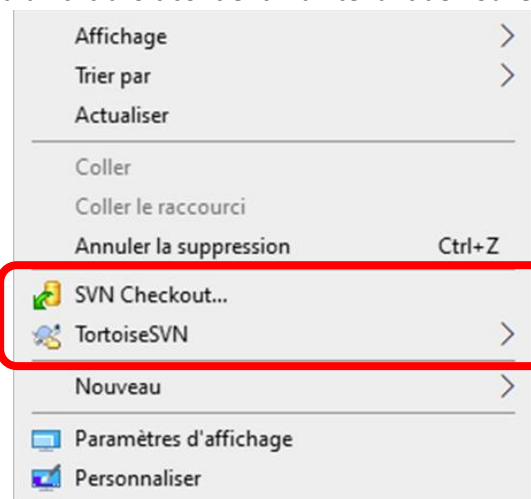 Affichage
Trier par
Actualiser
Coller
Coller le raccourci
Annuler la suppression Ctrl+Z
SVN Checkout...
TortoiseSVN
Nouveau
Paramètres d'affichage
Personnaliser